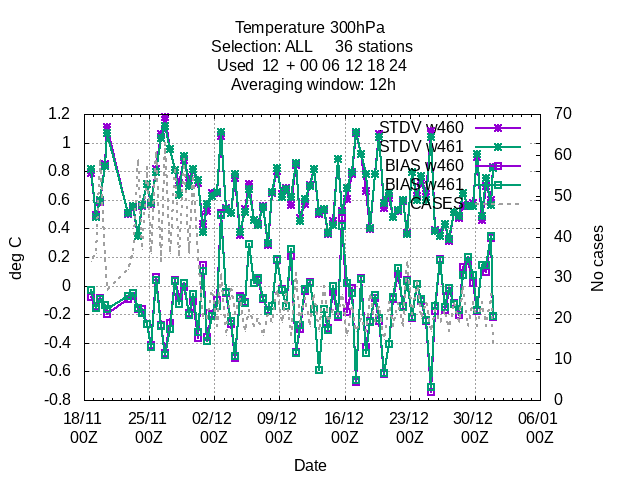 Temperature 300hPa
Selection: ALL 36 stations
Used 12 + 00 06 12 18 24
Averaging window: 12h
1.2
1
0.8
0.6
0.4
0.2
0
-0.2
-0.4
-0.6
-0.8
deg C
70
60
50
40
30
20
10
0
No cases
STDV w460
STDV w461
BIAS w460
BIAS w461
CASES
18/11 25/11 02/12 09/12 16/12 23/12 30/12 06/01
00Z 00Z 00Z 00Z 00Z 00Z 00Z 00Z
Date